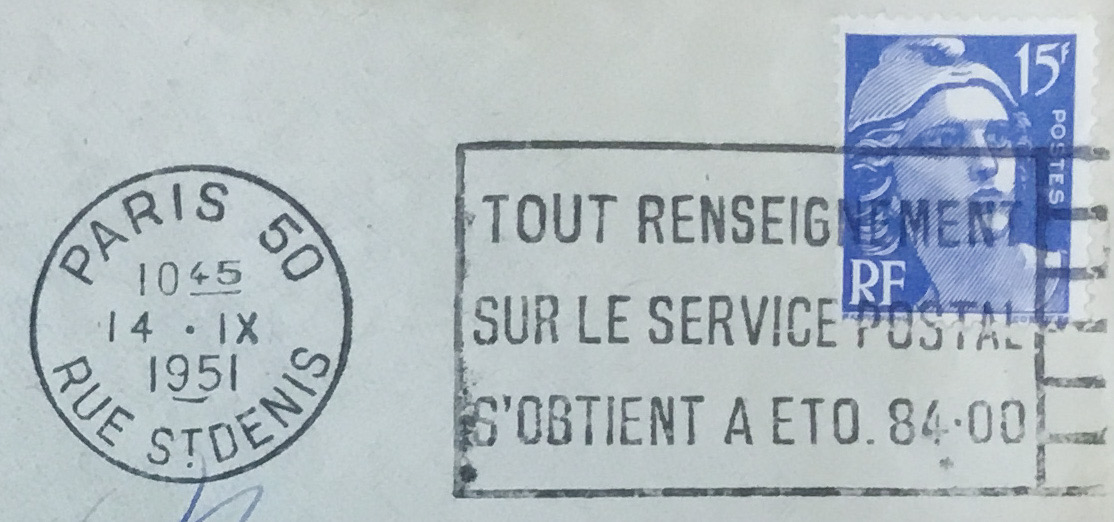 PARIS 50
10 45
14 · IX
1951
RUE ST DENIS
15F
POSTES
RF
TOUT RENSEIGNEMENT
SUR LE SERVICE POSTAL
S'OBTIENT A ETO. 84·00